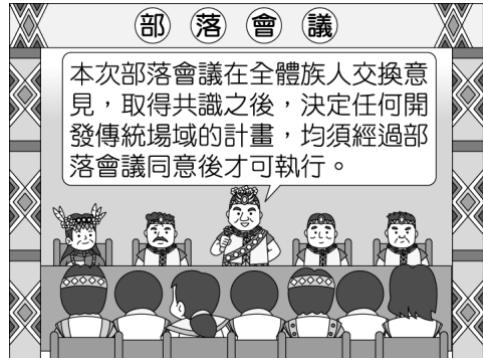 部落會議
本次部落會議在全體族人交換意
見，取得共識之後，決定任何開
發傳統場域的計畫，均須經過部
落會議同意後才可執行。